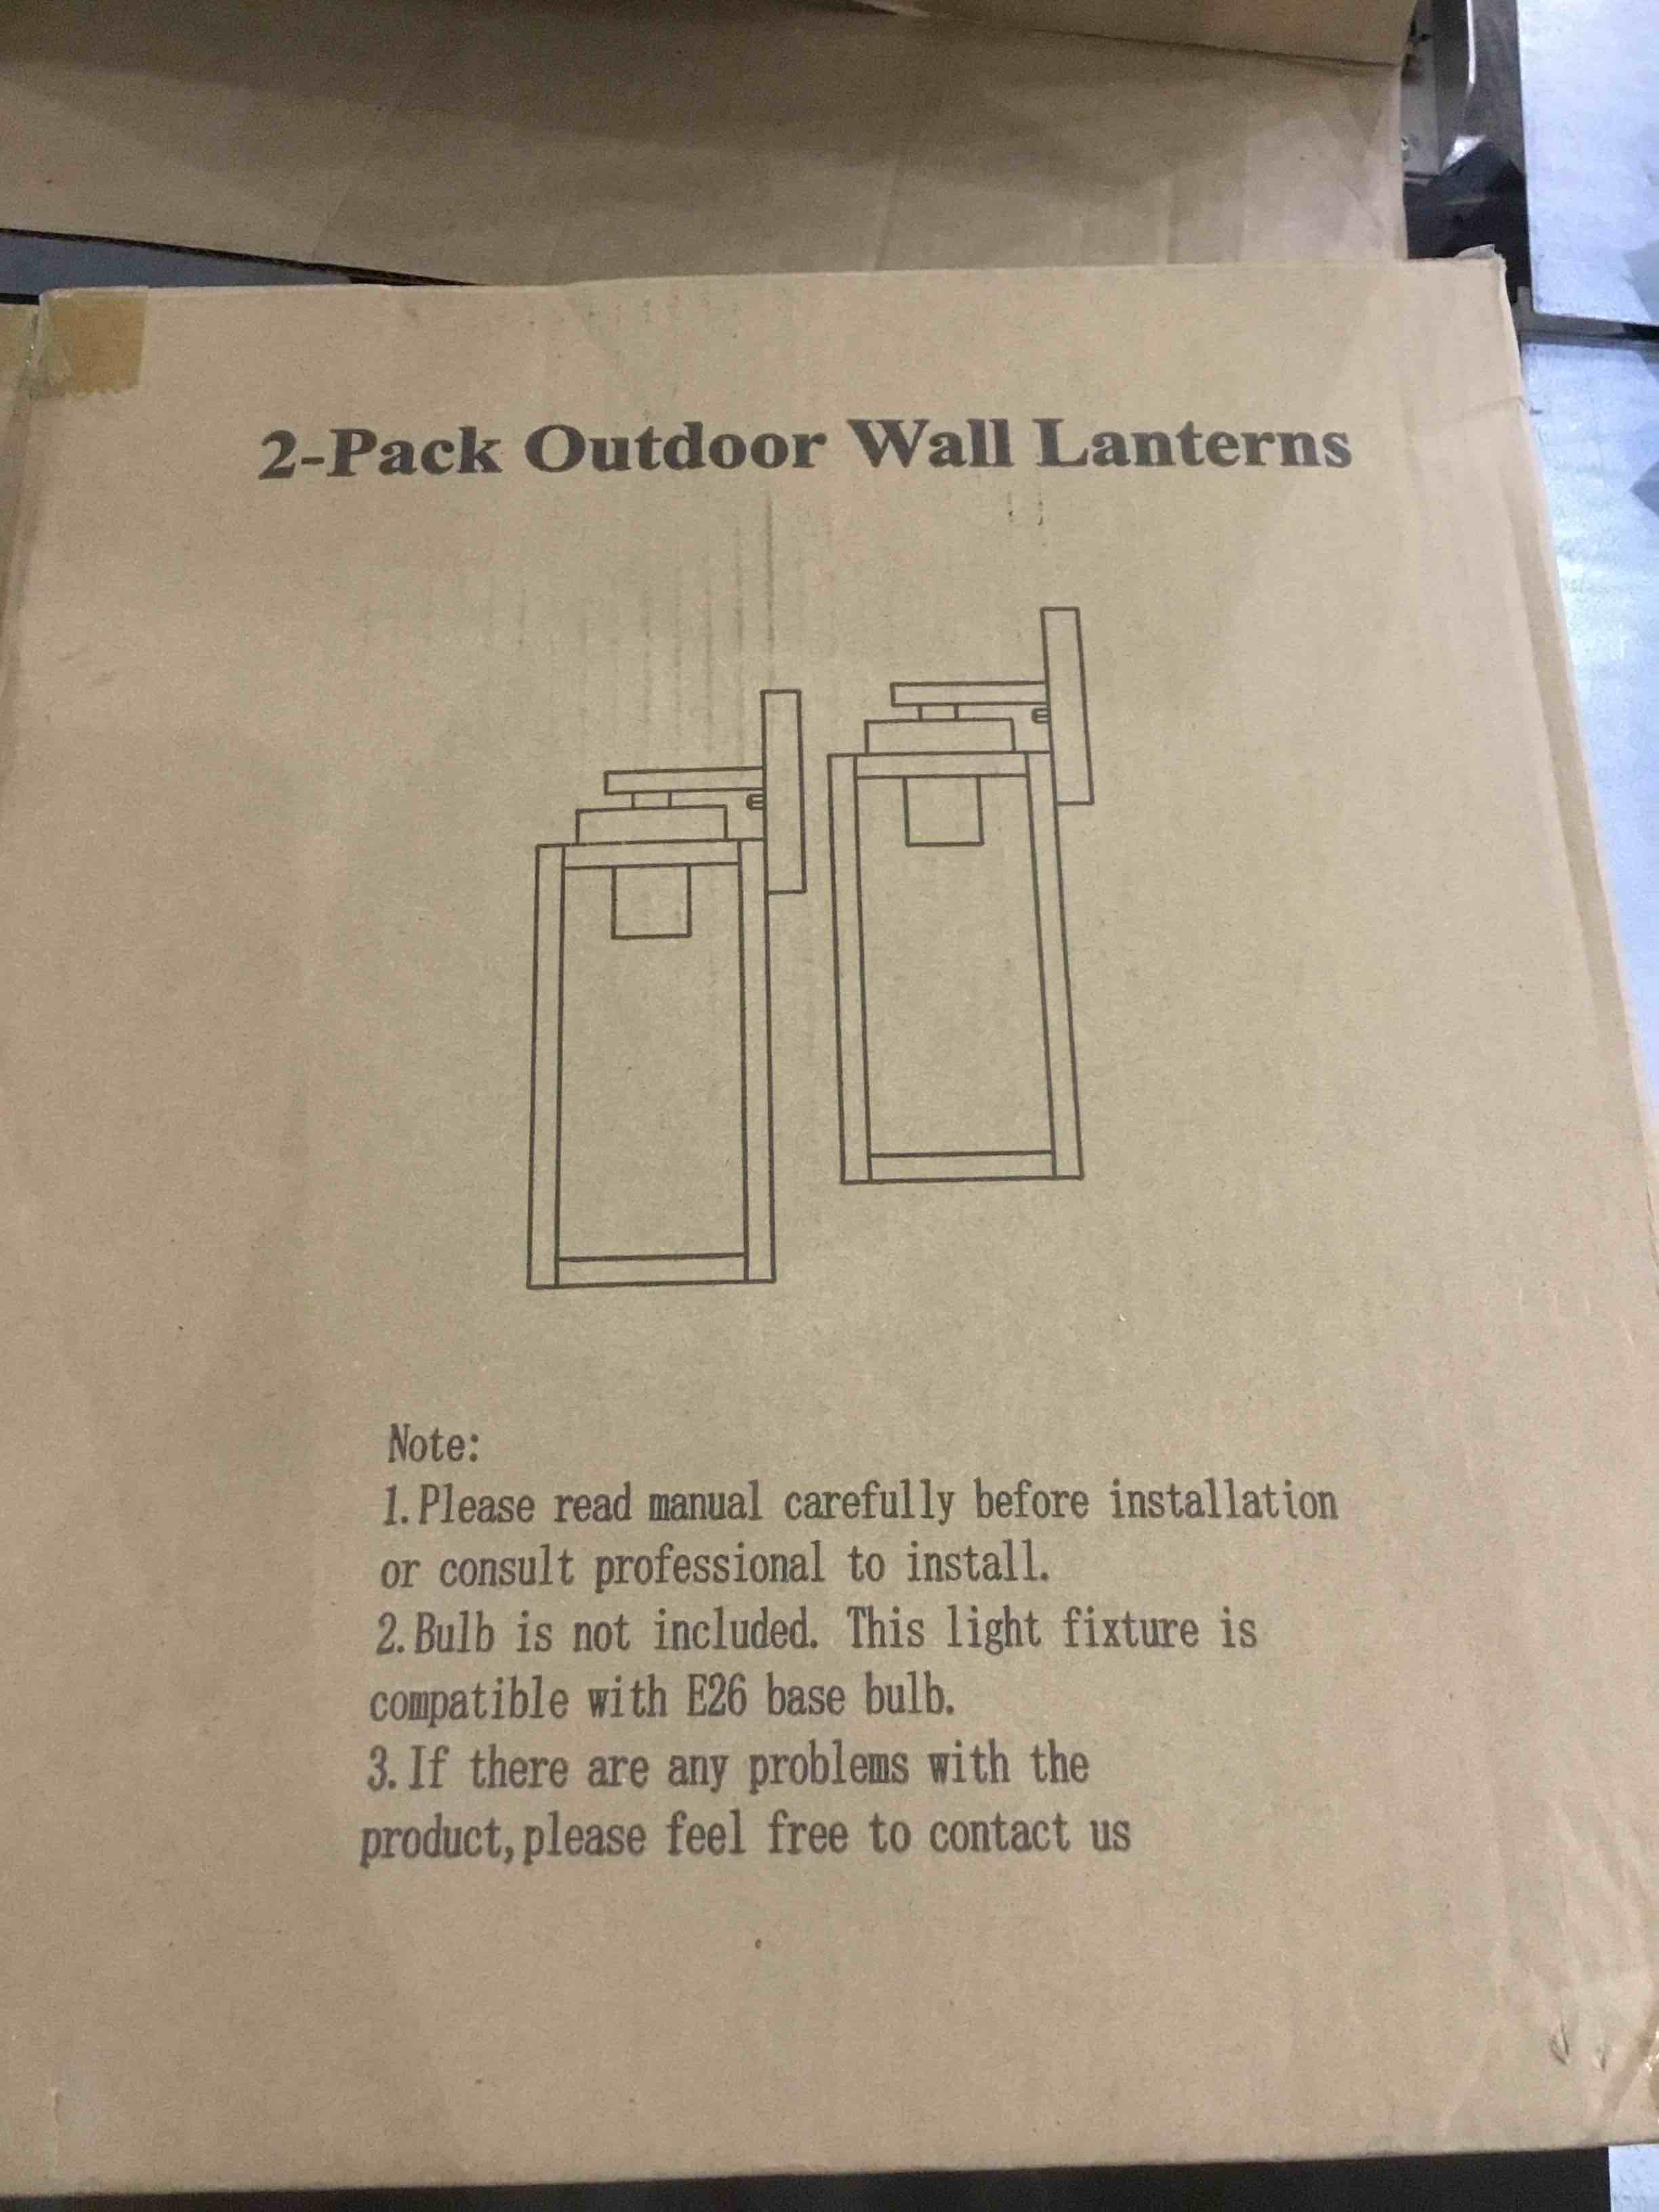 2-Pack Outdoor Wall Lanterns
Note:
1.Please read manual carefully before installation
or consult professional to install.
2.Bulb is not included. This light fixture is
compatible with E26 base bulb.
3.If there are any problems with the
product,please feel free to contact us